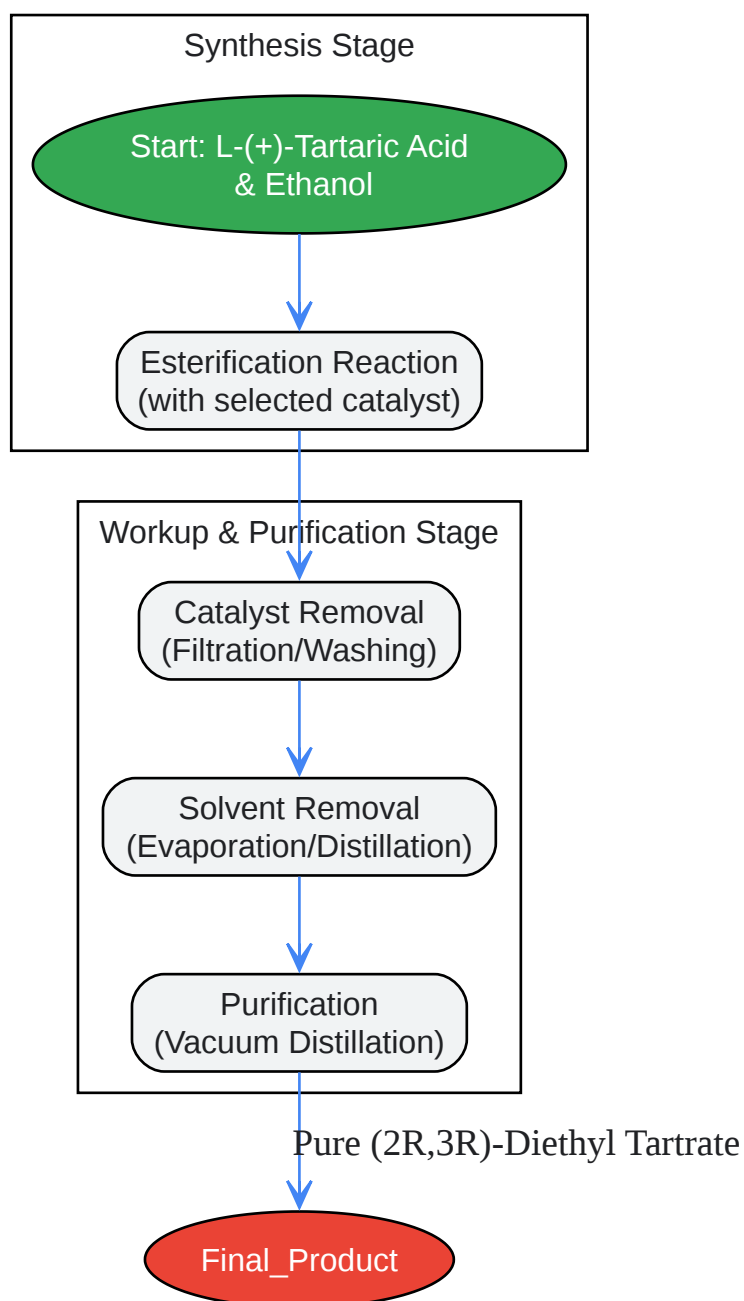 Synthesis Stage
Start: L-(+)-Tartaric Acid
& Ethanol
Esterification Reaction
(with selected catalyst)
Workup & Purification Stage
Catalyst Removal
(Filtration/Washing)
Solvent Removal
(Evaporation/Distillation)
Purification
(Vacuum Distillation)
Pure (2R,3R)-Diethyl Tartrate
Final_Product